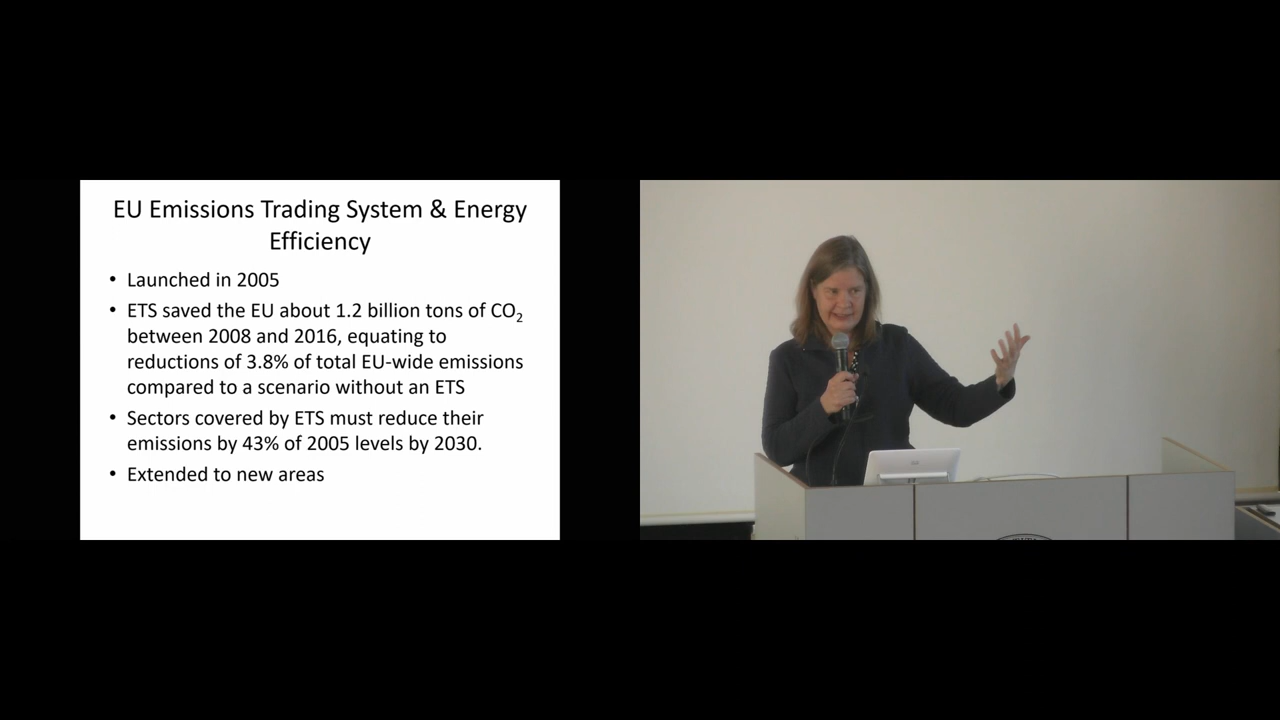 EU Emissions Trading System & Energy
Efficiency
• Launched in 2005
• ETS saved the EU about 1.2 billion tons of CO₂
between 2008 and 2016, equating to
reductions of 3.8% of total EU-wide emissions
compared to a scenario without an ETS
• Sectors covered by ETS must reduce their
emissions by 43% of 2005 levels by 2030.
• Extended to new areas